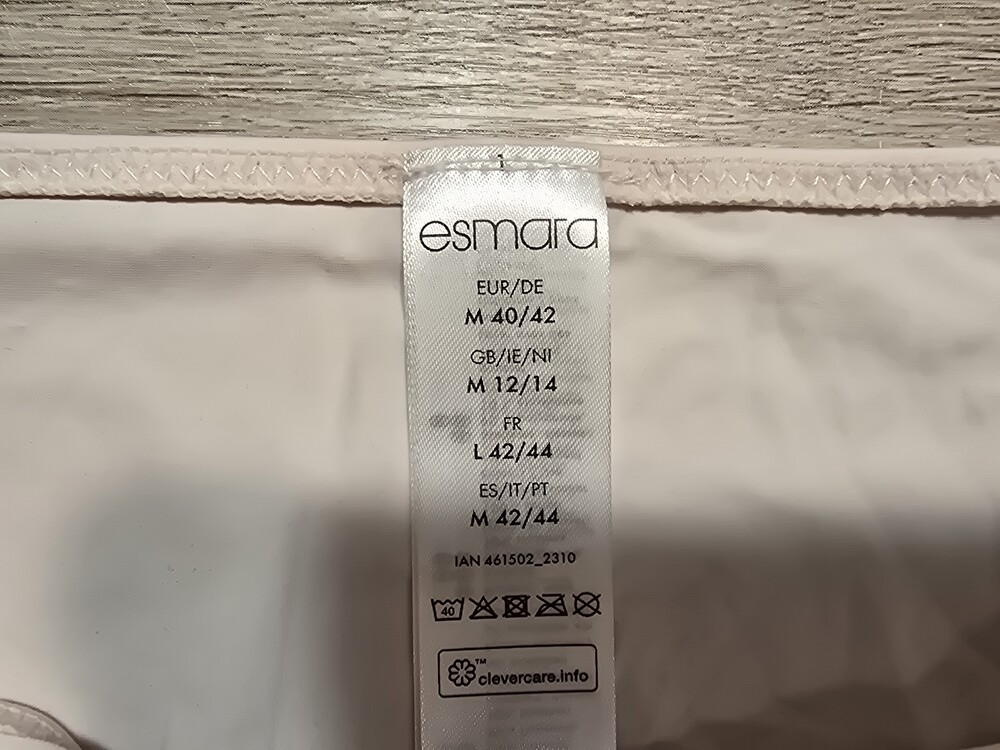 esmara
EUR/DE
M 40/42
GB/IE/NI
M 12/14
FR
L 42/44
ES/IT/PT
M 42/44
IAN 461502_2310
40
™
clevercare.info